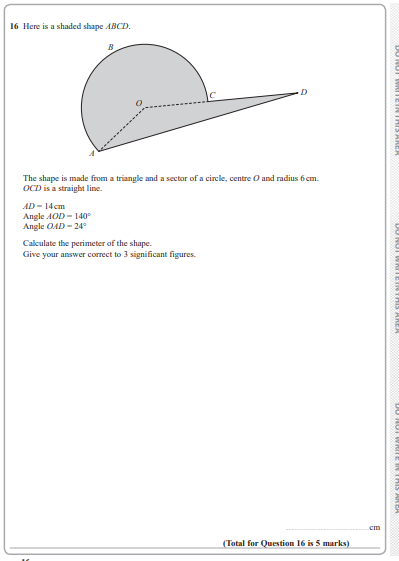 16 Here is a shaded shape ABCD.
B
O
C
D
A
The shape is made from a triangle and a sector of a circle, centre O and radius 6 cm.
OCD is a straight line.
AD = 14 cm
Angle AOD = 140°
Angle OAD = 24°
Calculate the perimeter of the shape.
Give your answer correct to 3 significant figures.
cm
(Total for Question 16 is 5 marks)
DO NOT WRITE IN THIS AREA
DO NOT WRITE IN THIS AREA
DO NOT WRITE IN THIS AREA